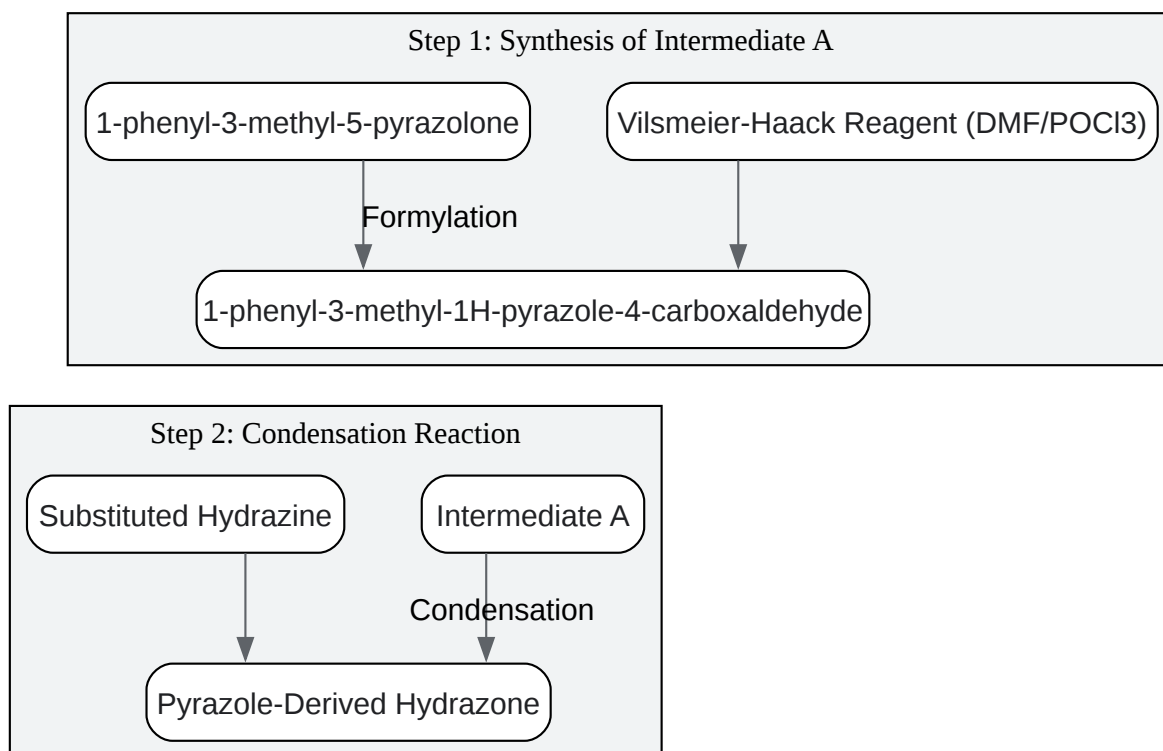 Step 1: Synthesis of Intermediate A
1-phenyl-3-methyl-5-pyrazolone
Vilsmeier-Haack Reagent (DMF/POCl3)
Formylation
1-phenyl-3-methyl-1H-pyrazole-4-carboxaldehyde
Step 2: Condensation Reaction
Substituted Hydrazine
Intermediate A
Condensation
Pyrazole-Derived Hydrazone